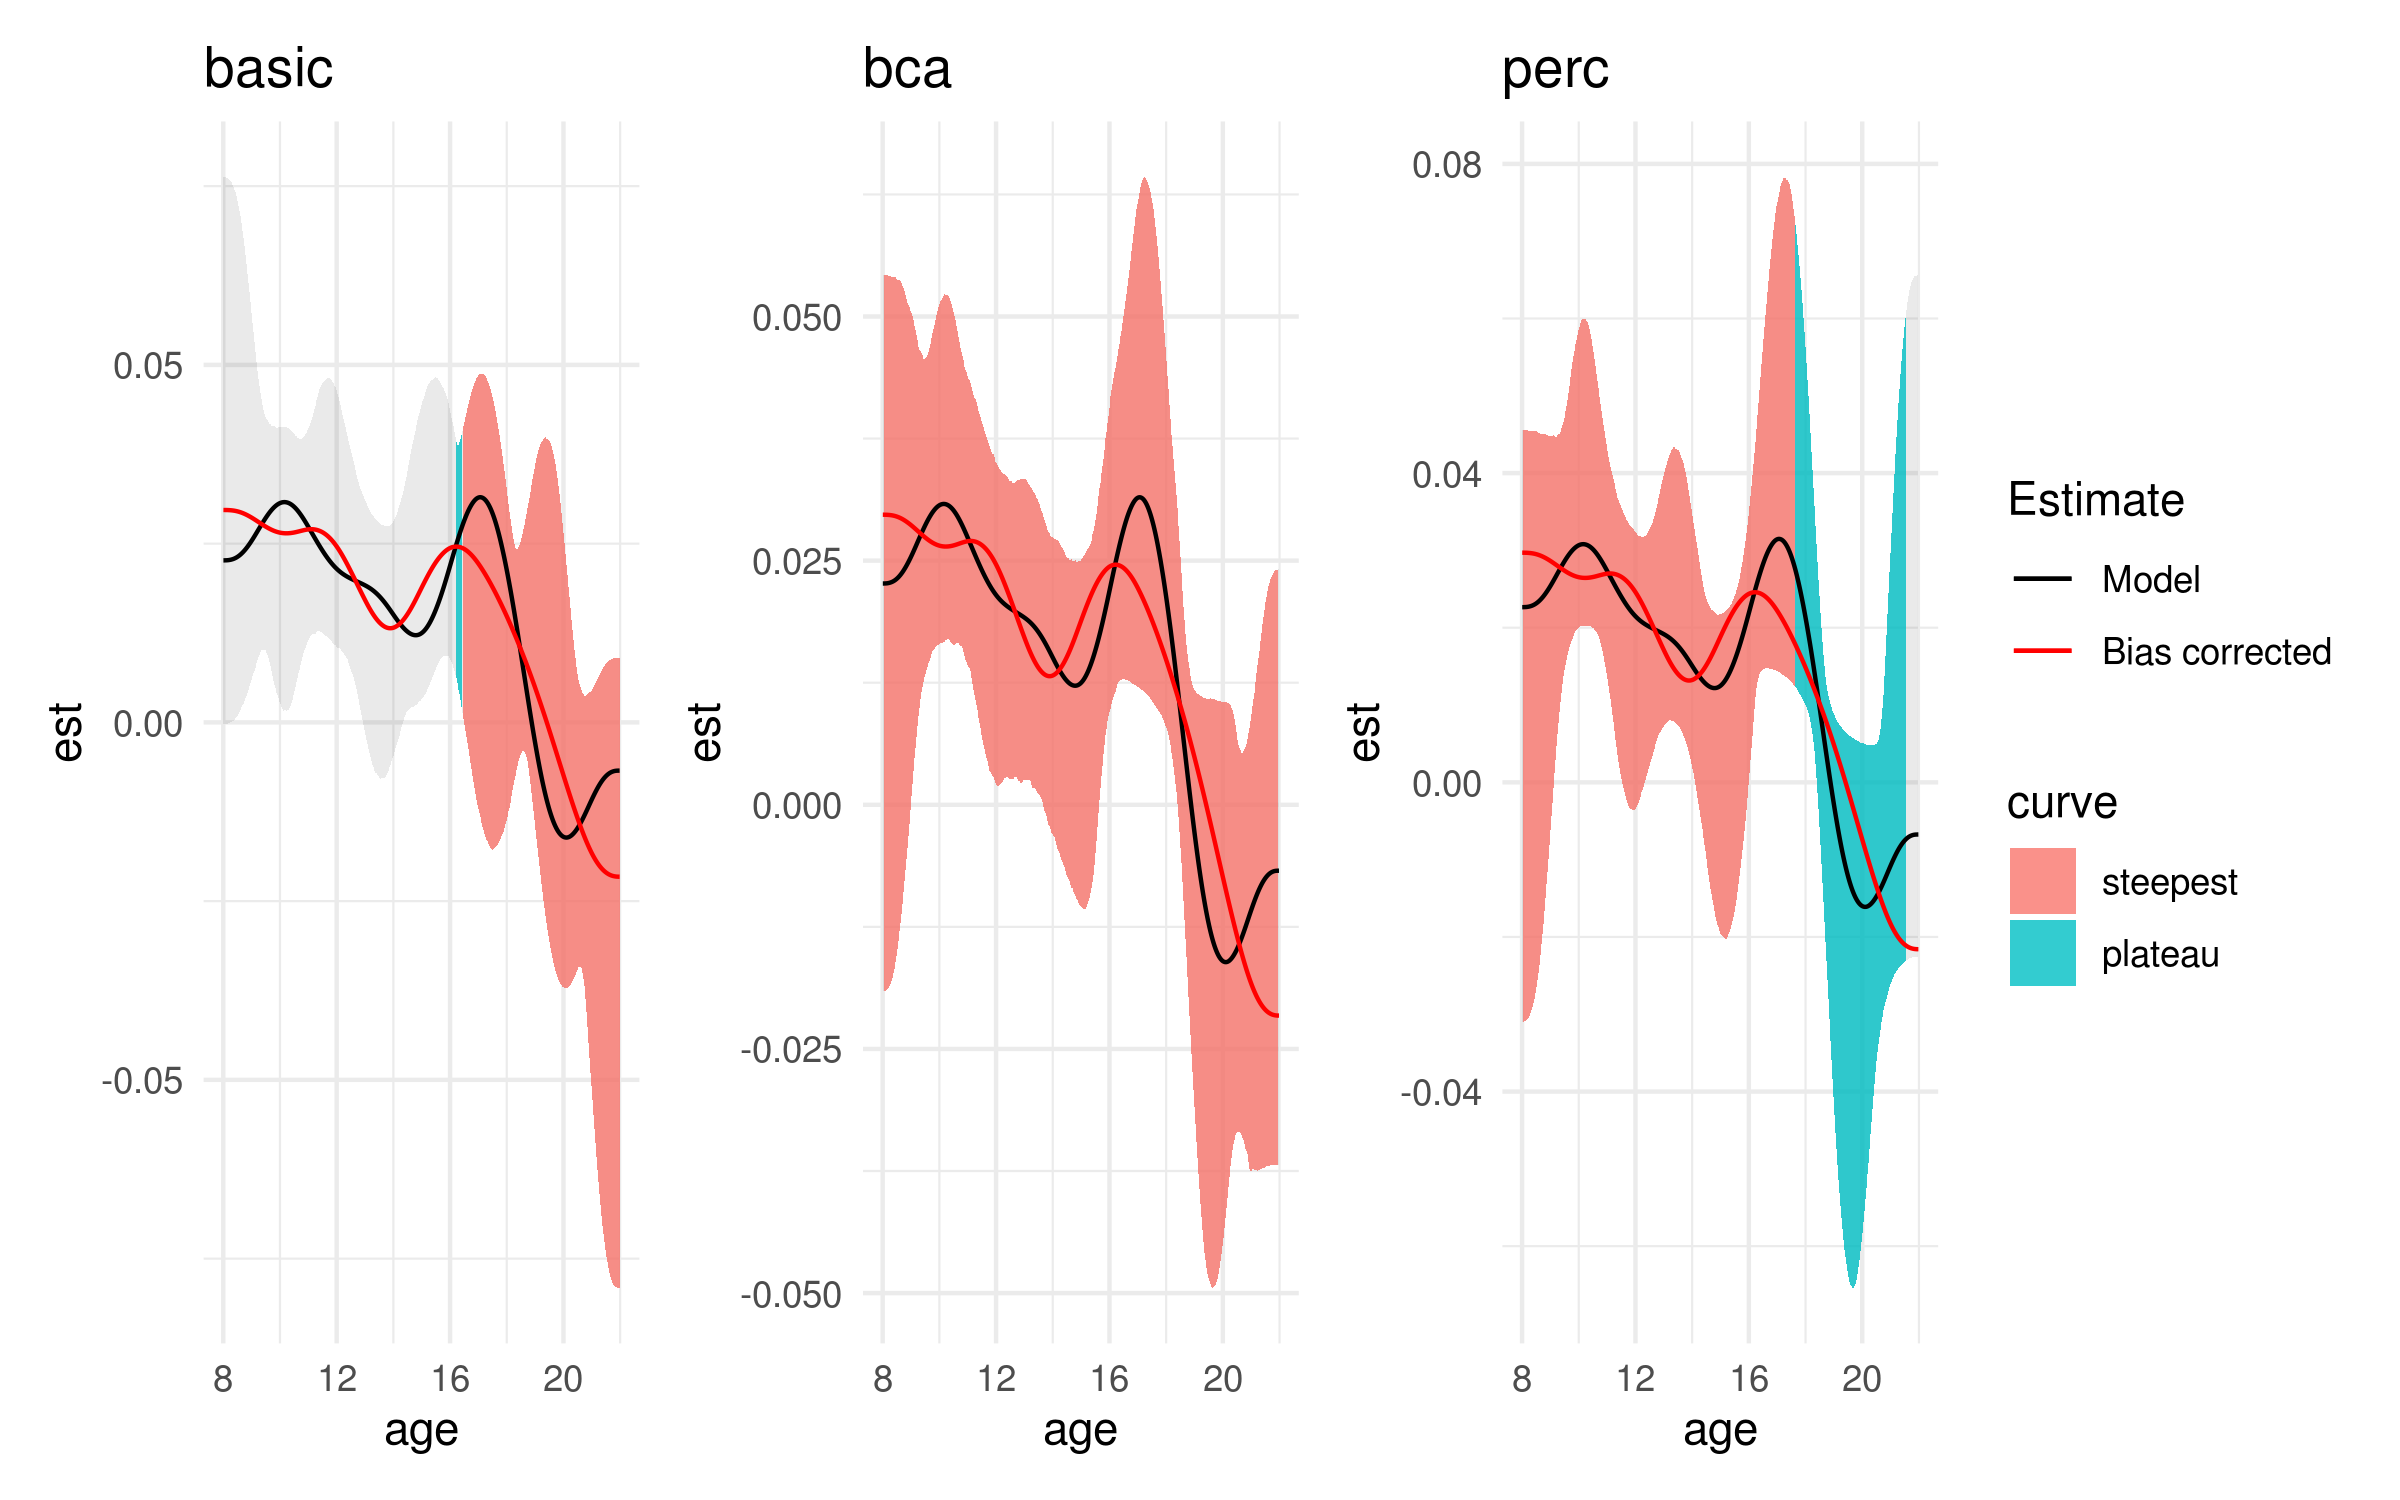 basic
bca
perc
est
0.05
0.00
-0.05
8 12 16 20
age
est
0.050
0.025
0.000
-0.025
-0.050
8 12 16 20
age
est
0.08
0.04
0.00
-0.04
8 12 16 20
age
Estimate
Model
Bias corrected
curve
steepest
plateau